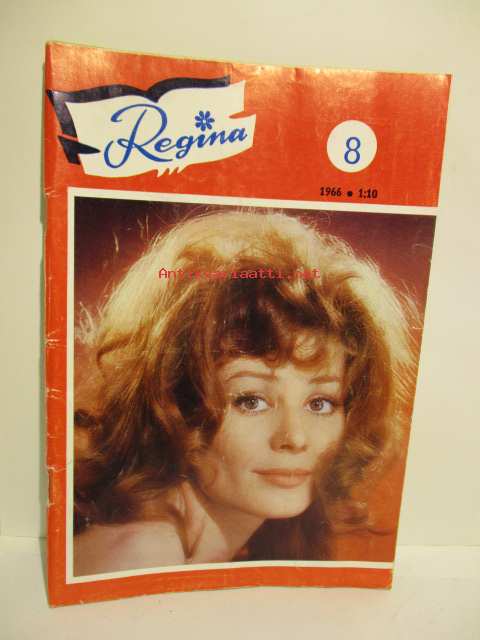 Regina
8
1966 • 1:10
Antikvariaatti.net